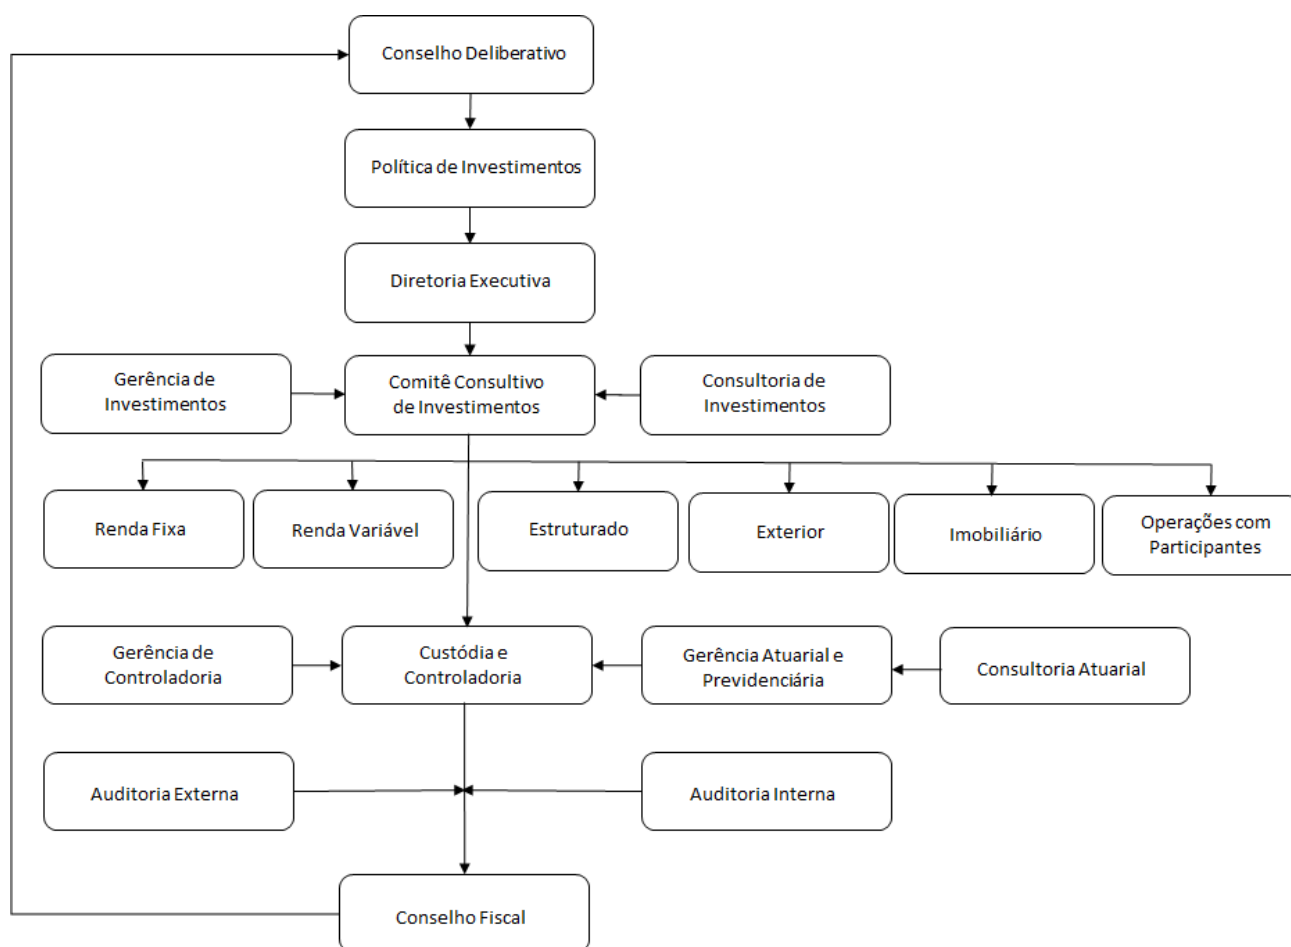 Conselho Deliberativo
Política de Investimentos
Diretoria Executiva
Gerência de
Investimentos
Comitê Consultivo
de Investimentos
Consultoria de
Investimentos
Renda Fixa
Renda Variável
Estruturado
Exterior
Imobiliário
Operações com
Participantes
Gerência de
Controladoria
Custódia e
Controladoria
Gerência Atuarial e
Previdenciária
Consultoria Atuarial
Auditoria Externa
Auditoria Interna
Conselho Fiscal